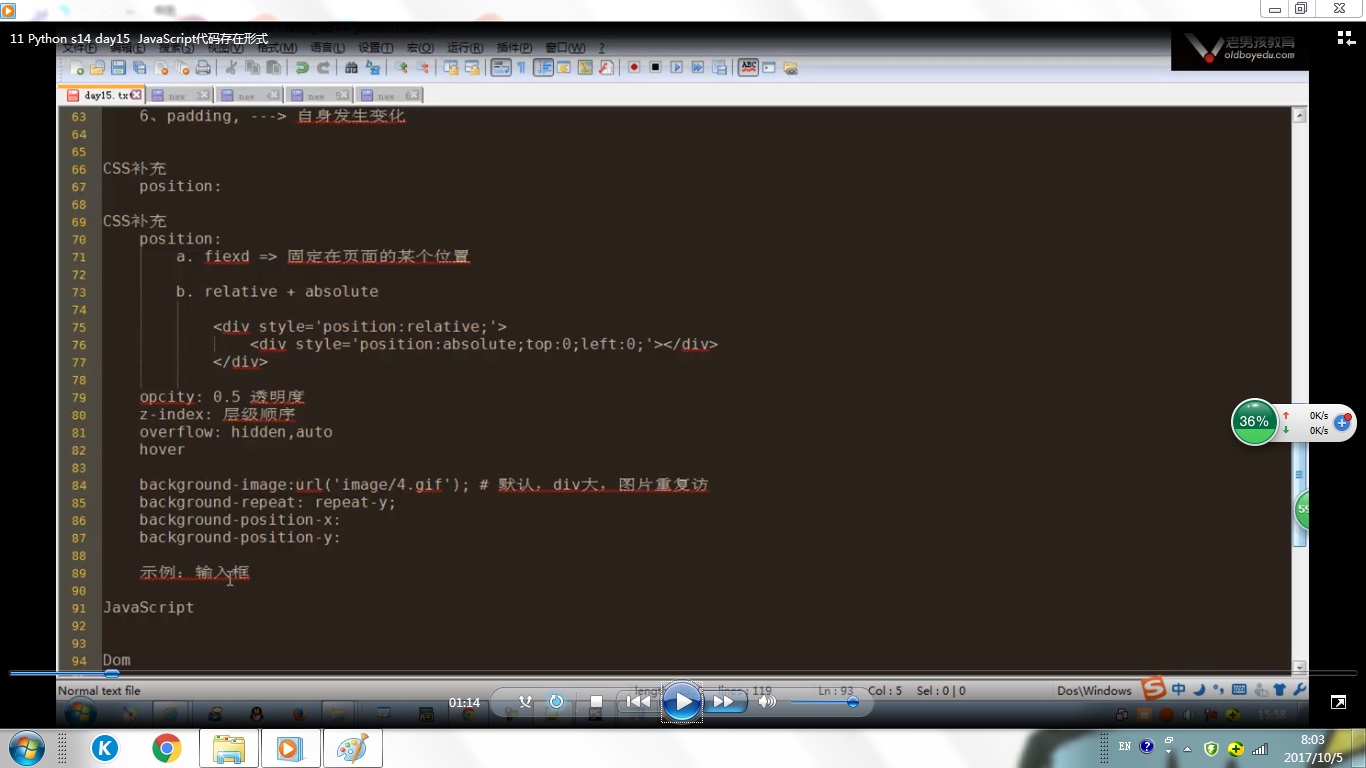 11 Python s14 day15 JavaScript代码存在形式
老男孩教育
oldboyedu.com
文件(F) 编辑(E) 搜索(S) 视图(V) 格式(M) 语言(L) 设置(T) 宏(O) 运行(R) 插件(P) 窗口(W) ?
day15.txt new new new new
63 6、padding, ---> 自身发生变化
64
65
66 CSS补充
67 position:
68
69 CSS补充
70 position:
71 a. fiexd => 固定在页面的某个位置
72
73 b. relative + absolute
74
75 <div style='position:relative;'>
76 <div style='position:absolute;top:0;left:0;'></div>
77 </div>
78
79 opcity: 0.5 透明度
80 z-index: 层级顺序
81 overflow: hidden,auto
82 hover
83
84 background-image:url('image/4.gif'); # 默认，div大，图片重复访
85 background-repeat: repeat-y;
86 background-position-x:
87 background-position-y:
88
89 示例：输入框
90
91 JavaScript
92
93
94 Dom
36%
0K/s
0K/s
59
Normal text file lines : 119 Ln : 93 Col : 5 Sel : 0 | 0 Dos\Windows 中
01:14
15:58
EN
8:03
2017/10/5